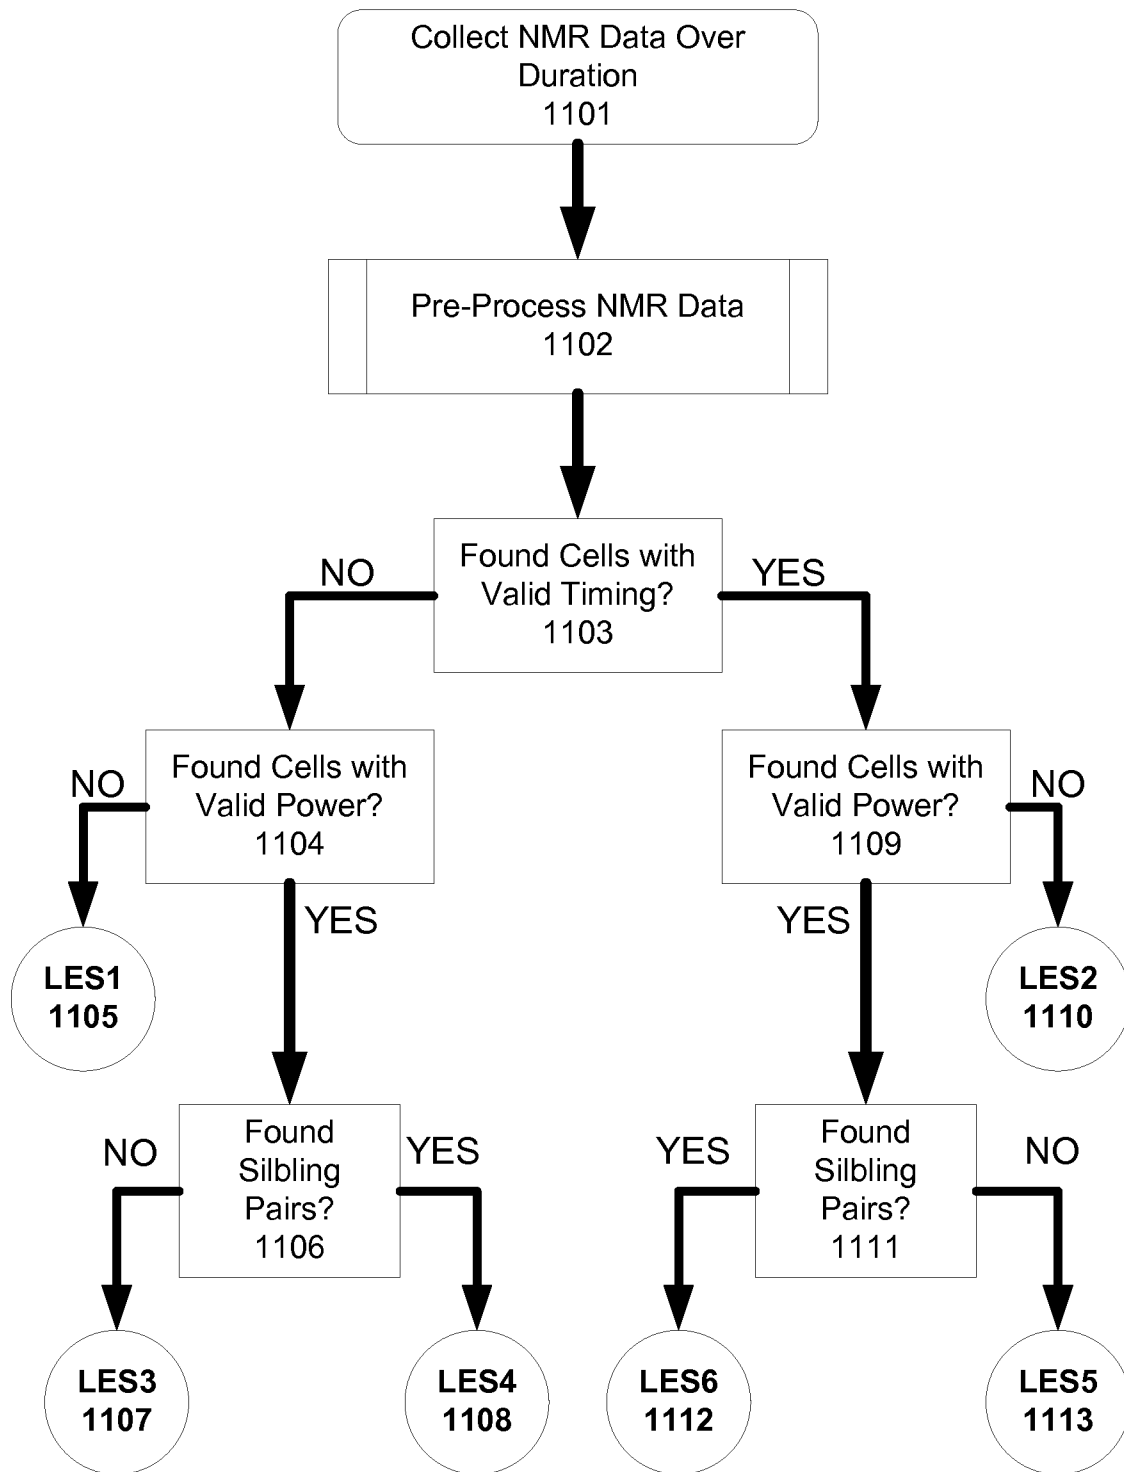 Collect NMR Data Over
Duration
1101
Pre-Process NMR Data
1102
Found Cells with
Valid Timing?
1103
NO
YES
Found Cells with
Valid Power?
1104
NO
YES
Found Cells with
Valid Power?
1109
NO
YES
LES1
1105
LES2
1110
Found
Silbling
Pairs?
1106
NO
YES
Found
Silbling
Pairs?
1111
YES
NO
LES3
1107
LES4
1108
LES6
1112
LES5
1113